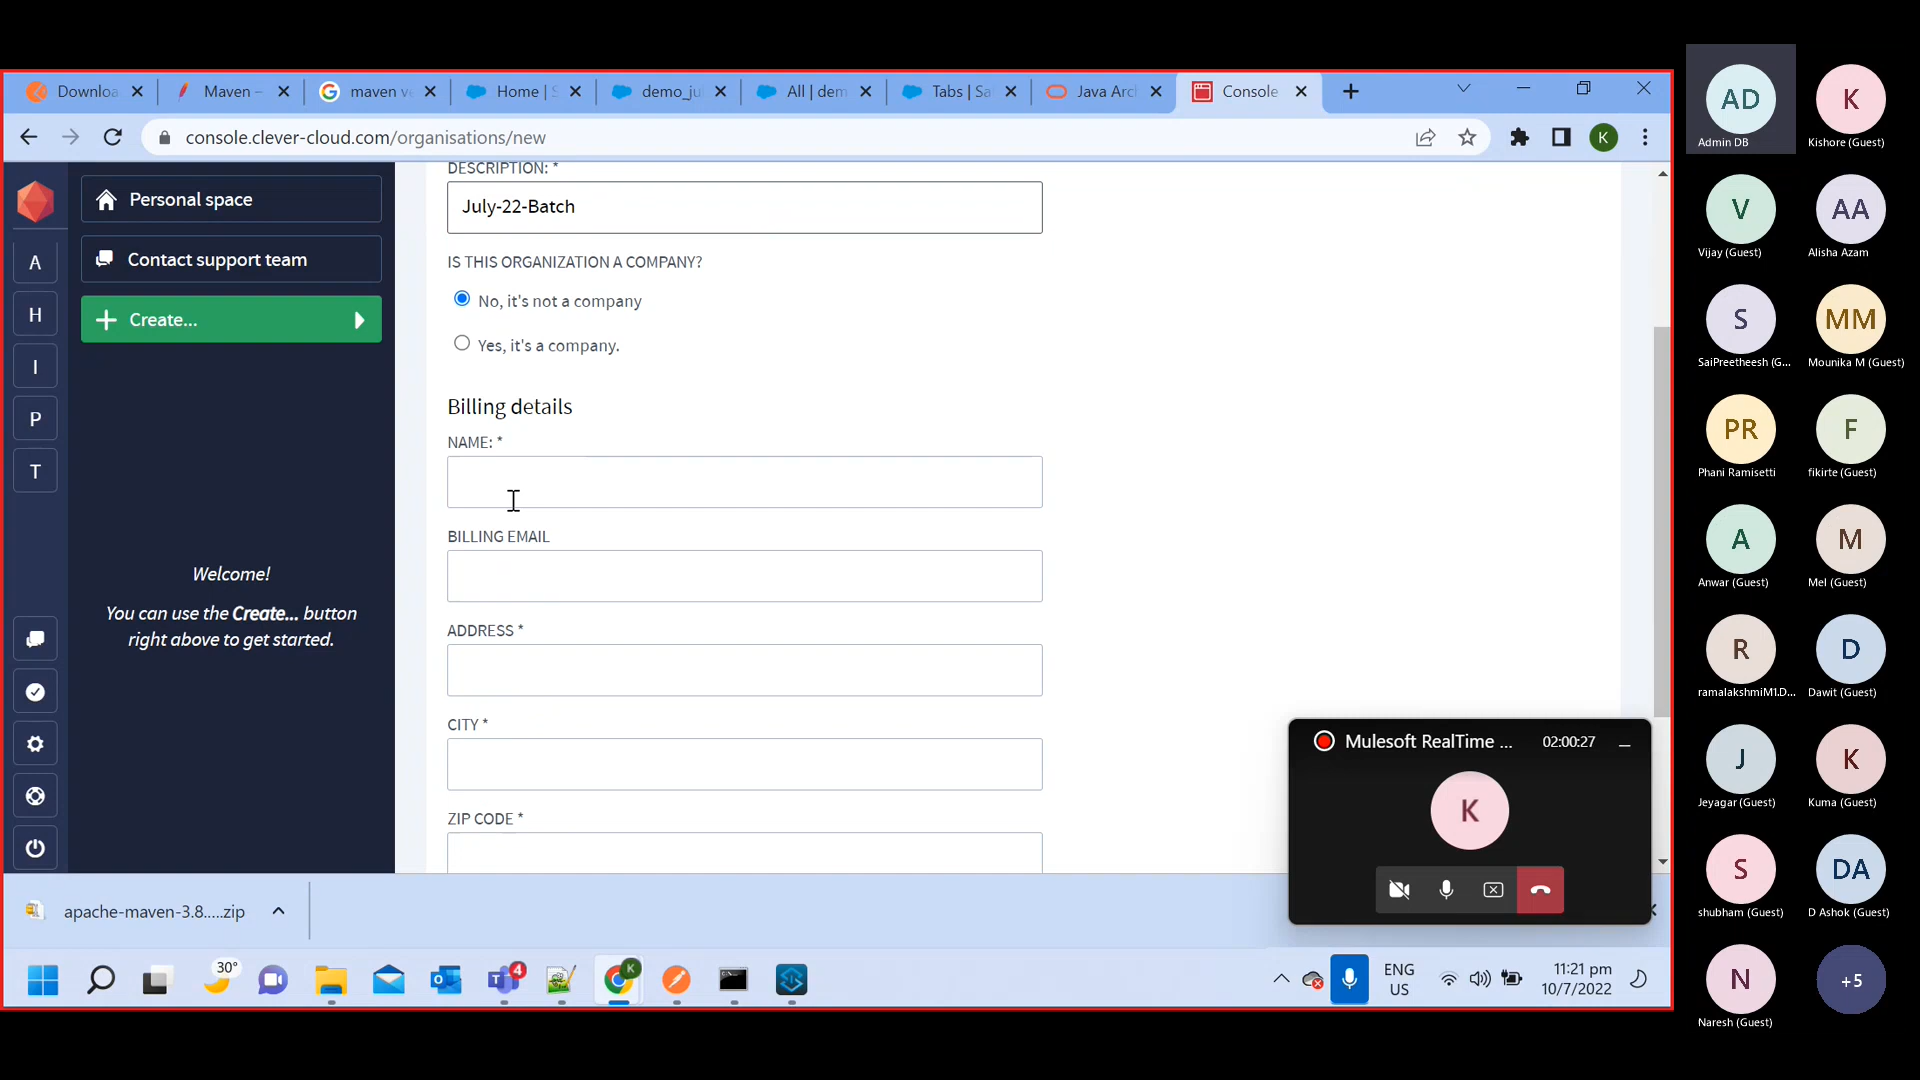 Downloa
Maven –
maven ve
Home | S
demo_ju
All | dem
Tabs | Sa
Java Arc
Console
console.clever-cloud.com/organisations/new
K
Personal space
Contact support team
Create...
A
H
I
P
T
Welcome!
You can use the Create... button
right above to get started.
DESCRIPTION: *
July-22-Batch
IS THIS ORGANIZATION A COMPANY?
No, it's not a company
Yes, it's a company.
Billing details
NAME: *
BILLING EMAIL
ADDRESS *
CITY *
ZIP CODE *
Mulesoft RealTime ...
02:00:27
K
apache-maven-3.8.....zip
30°
4
K
ENG
US
11:21 pm
10/7/2022
AD
Admin DB
K
Kishore (Guest)
V
Vijay (Guest)
AA
Alisha Azam
S
SaiPreetheesh (G...
MM
Mounika M (Guest)
PR
Phani Ramisetti
F
fikirte (Guest)
A
Anwar (Guest)
M
Mel (Guest)
R
ramalakshmiM1.D...
D
Dawit (Guest)
J
Jeyagar (Guest)
K
Kuma (Guest)
S
shubham (Guest)
DA
D Ashok (Guest)
N
Naresh (Guest)
+5